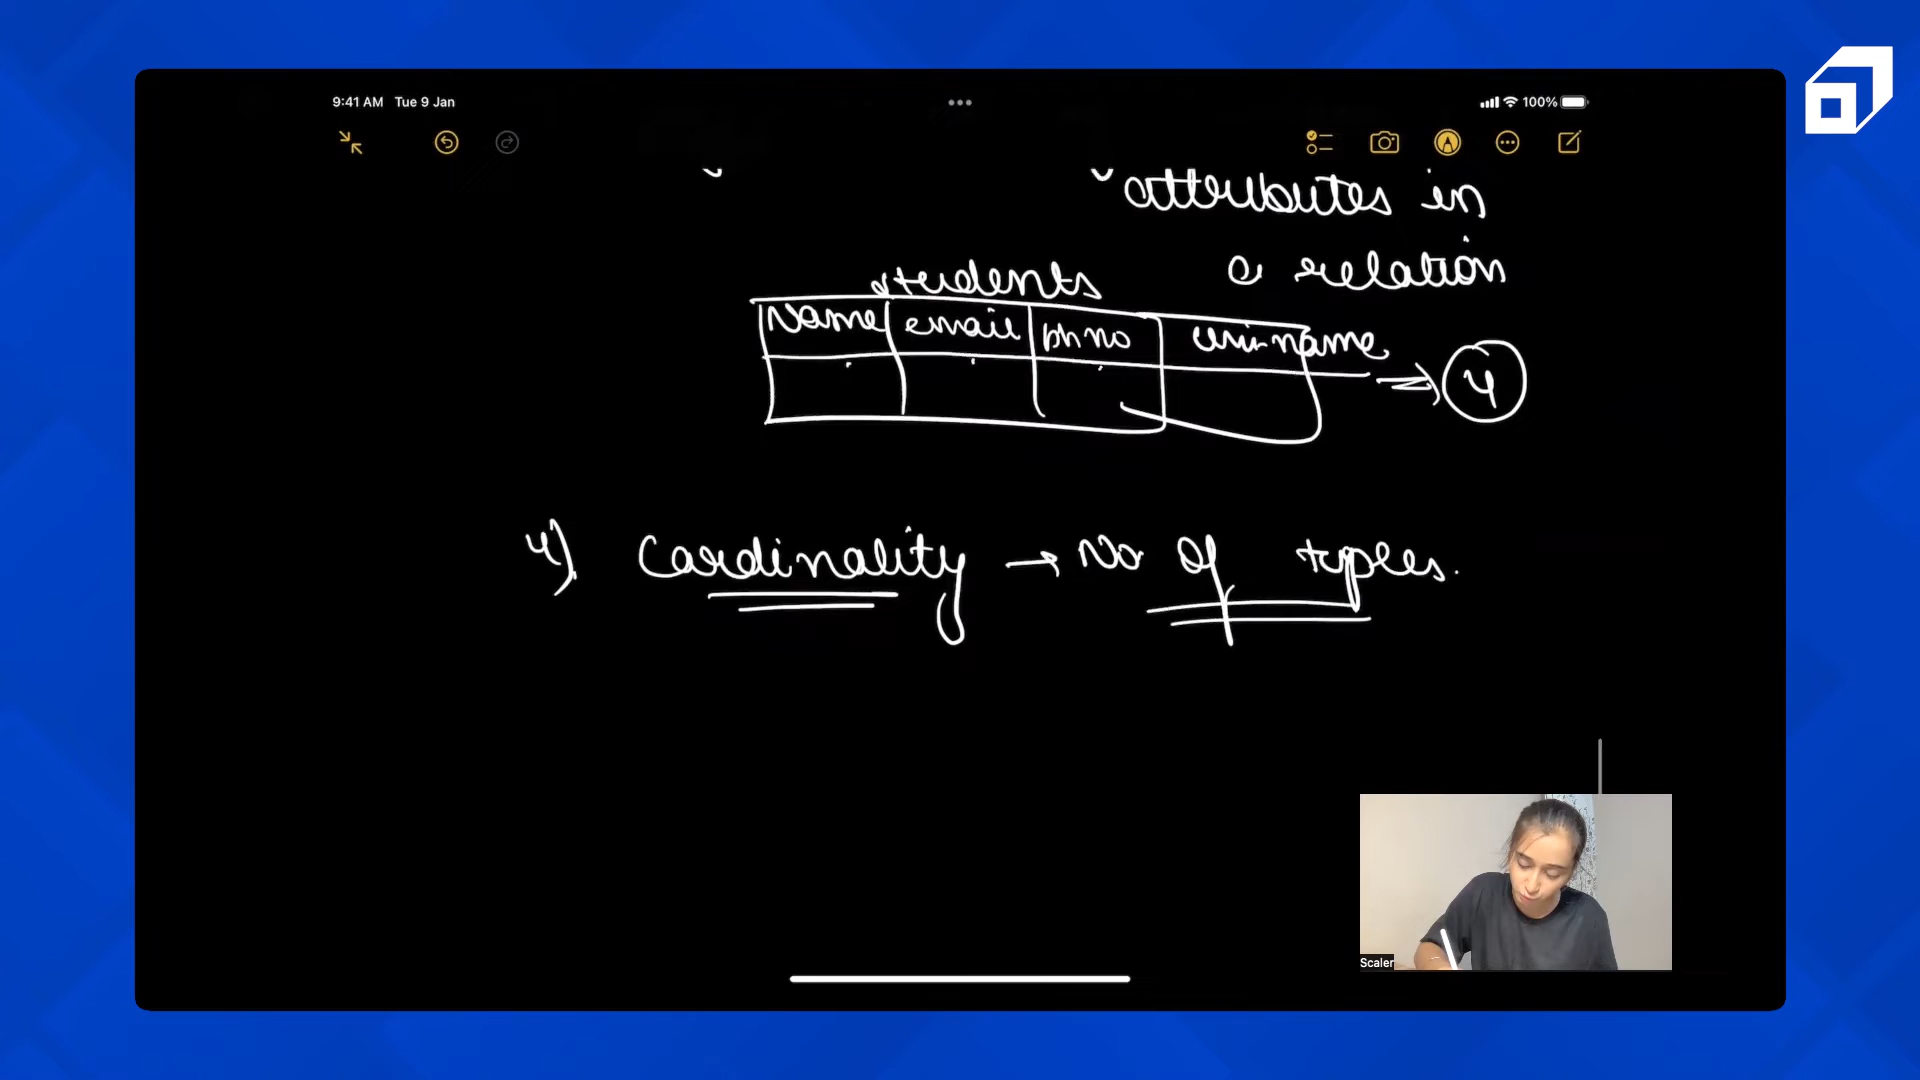 9:41 AM Tue 9 Jan
100%
attributes in
a relation
students
Name email ph no uni-name → 4
4) Cardinality → No of tuples.
Scaler